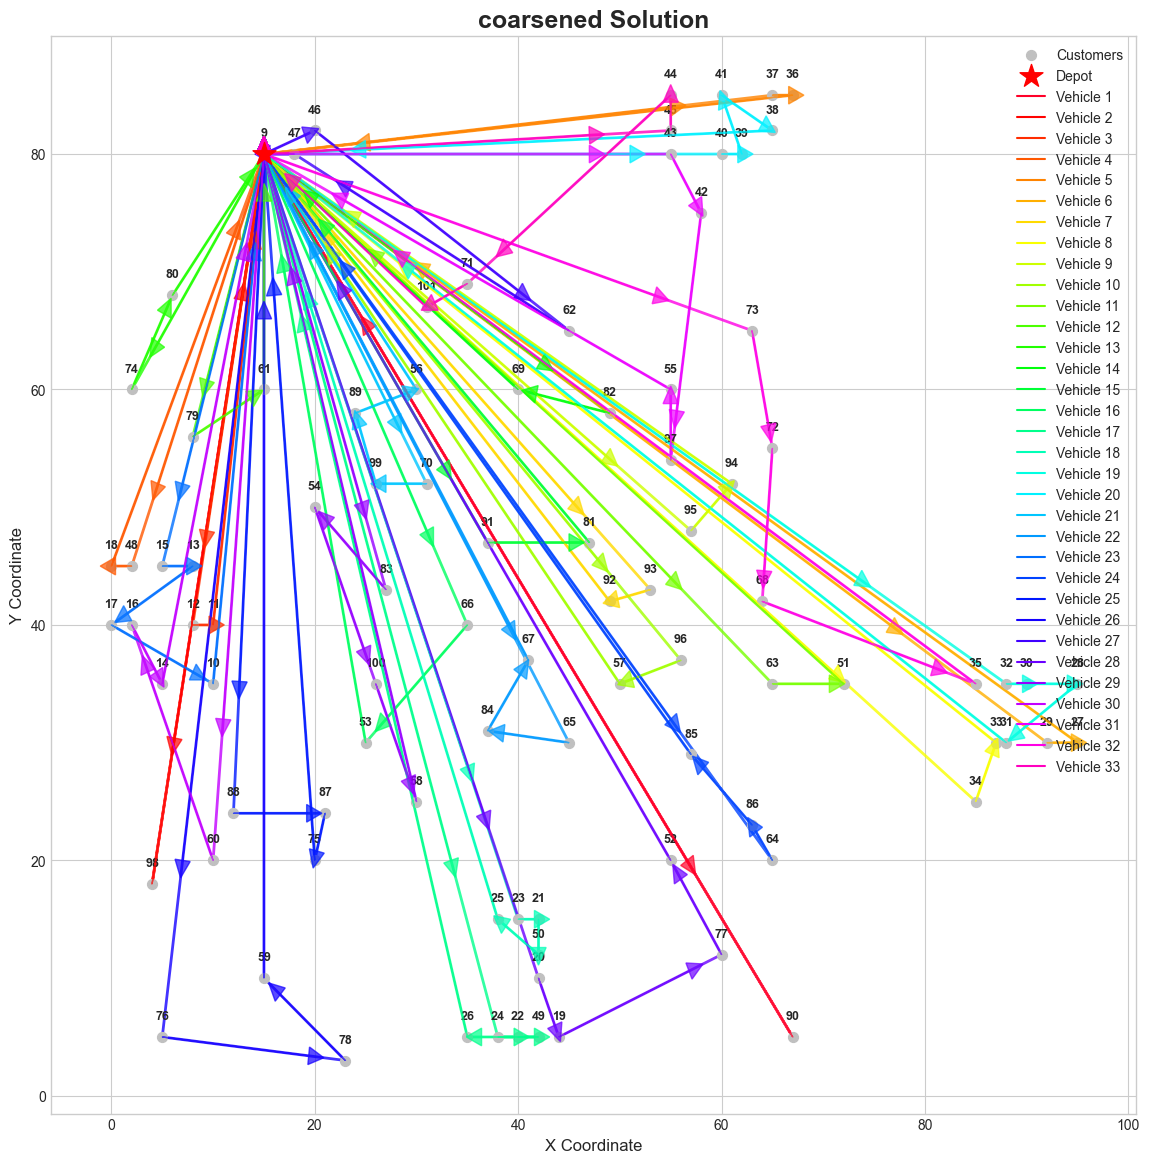 coarsened Solution
Customers
Depot
Vehicle 1
Vehicle 2
Vehicle 3
Vehicle 4
Vehicle 5
Vehicle 6
Vehicle 7
Vehicle 8
Vehicle 9
Vehicle 10
Vehicle 11
Vehicle 12
Vehicle 13
Vehicle 14
Vehicle 15
Vehicle 16
Vehicle 17
Vehicle 18
Vehicle 19
Vehicle 20
Vehicle 21
Vehicle 22
Vehicle 23
Vehicle 24
Vehicle 25
Vehicle 26
Vehicle 27
Vehicle 28
Vehicle 29
Vehicle 30
Vehicle 31
Vehicle 32
Vehicle 33
44 41 37 36
46 38
9 47 43 40 39
42
71
80
62 73
74 61 56 69 55
89 82
79 72
97
99 70 94
54
91 81 95
18 48 15 13
83 92 93
17 16 12 11 66 68
67 96
14 10 100 57 63 51 35 32 30
53 84 65 33 31 29 27
85
88 87 58 34
86
60 75 52 64
98
25 23 21
50 77
59
76 26 24 22 49 19 90
78
80
60
40
20
0
0 20 40 60 80 100
X Coordinate
Y Coordinate